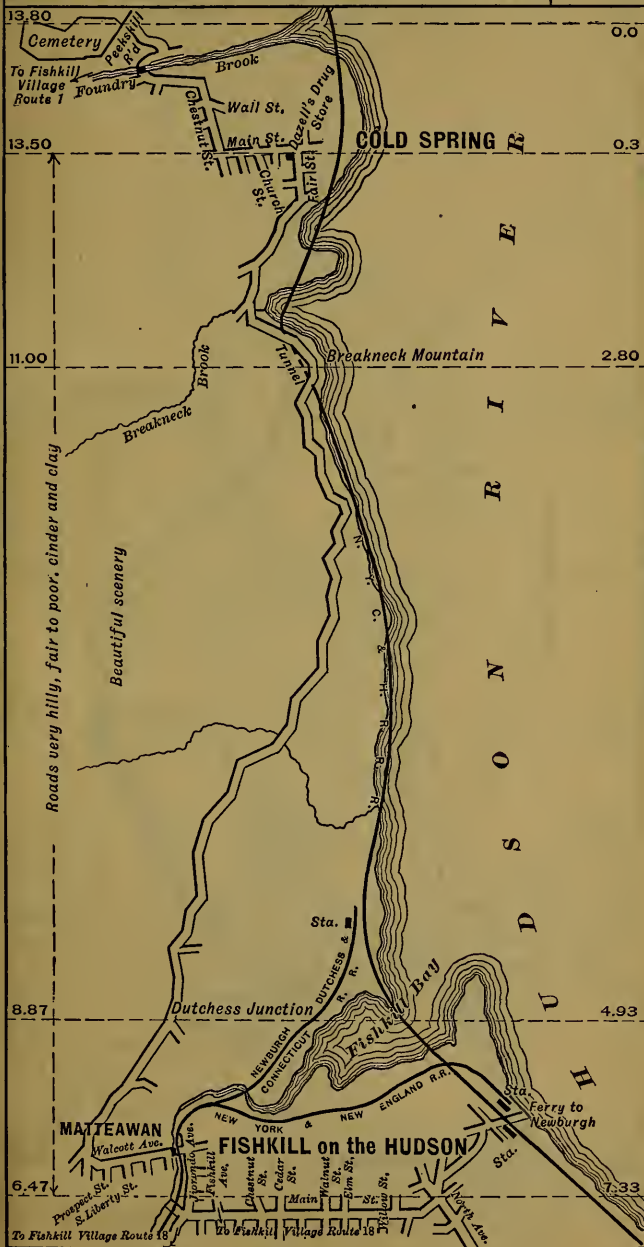 13.80
0.0
Cemetery
Peekskill
R'd
Brook
To Fishkill
Village
Route 1
Foundry
Wall St.
Chestnut St.
Dazell's Drug
Store
Main St.
COLD SPRING
13.50
0.3
Church
St.
Fair St.
HUDSON RIVER
Breakneck Mountain
Tunnel
11.00
2.80
Breakneck
Brook
Roads very hilly, fair to poor, cinder and clay
Beautiful scenery
N. Y. C. & H. R. R. R.
Sta.
Dutchess Junction
NEWBURGH DUTCHESS &
CONNECTICUT R. R.
Fishkill Bay
8.87
4.93
NEW YORK & NEW ENGLAND R.R.
Sta.
Ferry to
Newburgh
Sta.
MATTEAWAN
Walcott Ave.
FISHKILL on the HUDSON
Prospect St.
S. Liberty St.
Fishkill
Ave.
Chestnut
St.
Cedar
St.
Main St.
Walnut
St.
Elm St.
Willow St.
North Ave.
6.47
7.33
To Fishkill Village Route 18
To Fishkill Village Route 18